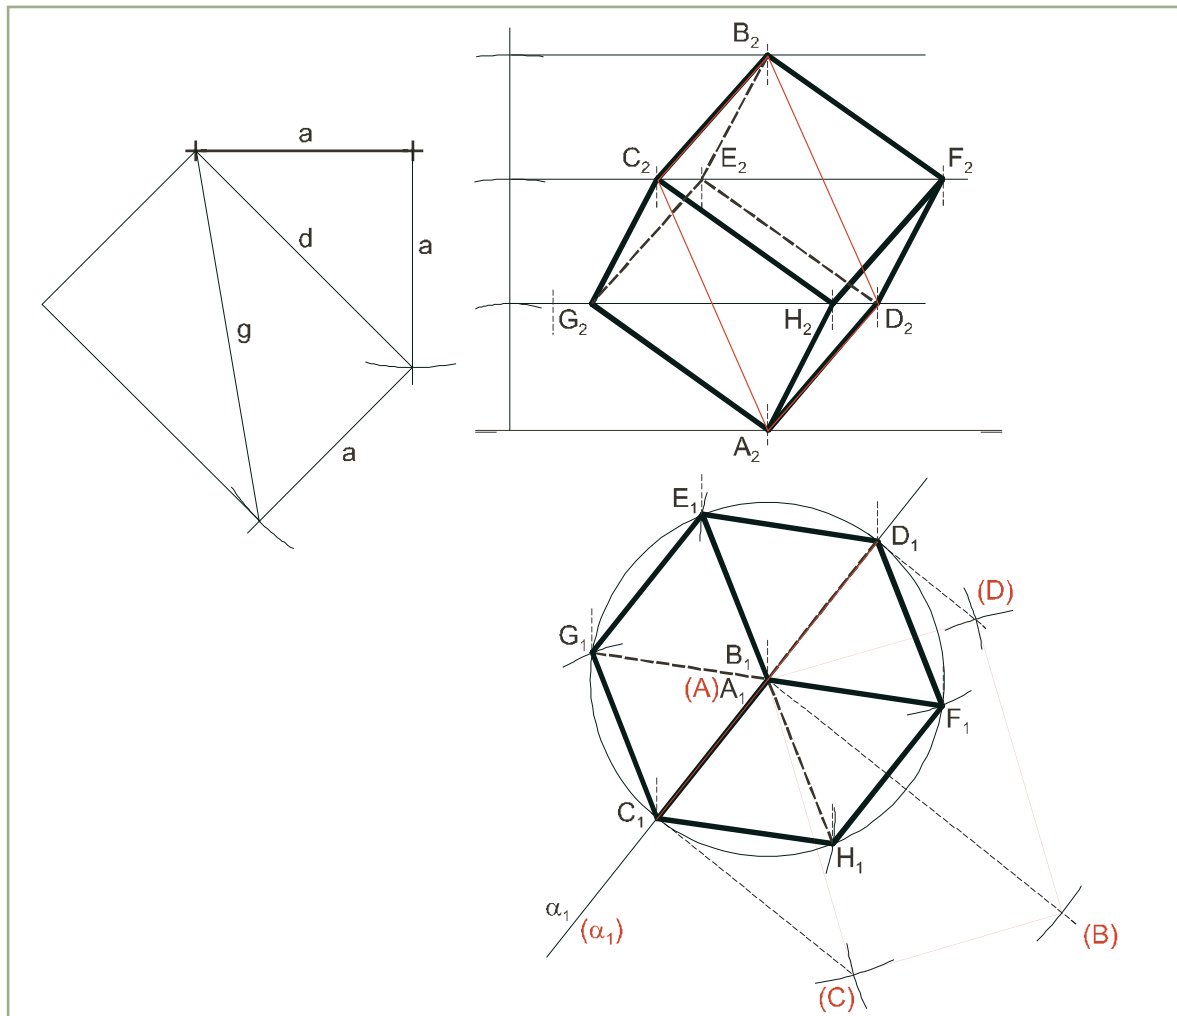 a
d
a
g
a
B₂
C₂
E₂
F₂
G₂
H₂
D₂
A₂
E₁
D₁
(D)
G₁
B₁
(A)A₁
F₁
C₁
H₁
α₁
(α₁)
(B)
(C)